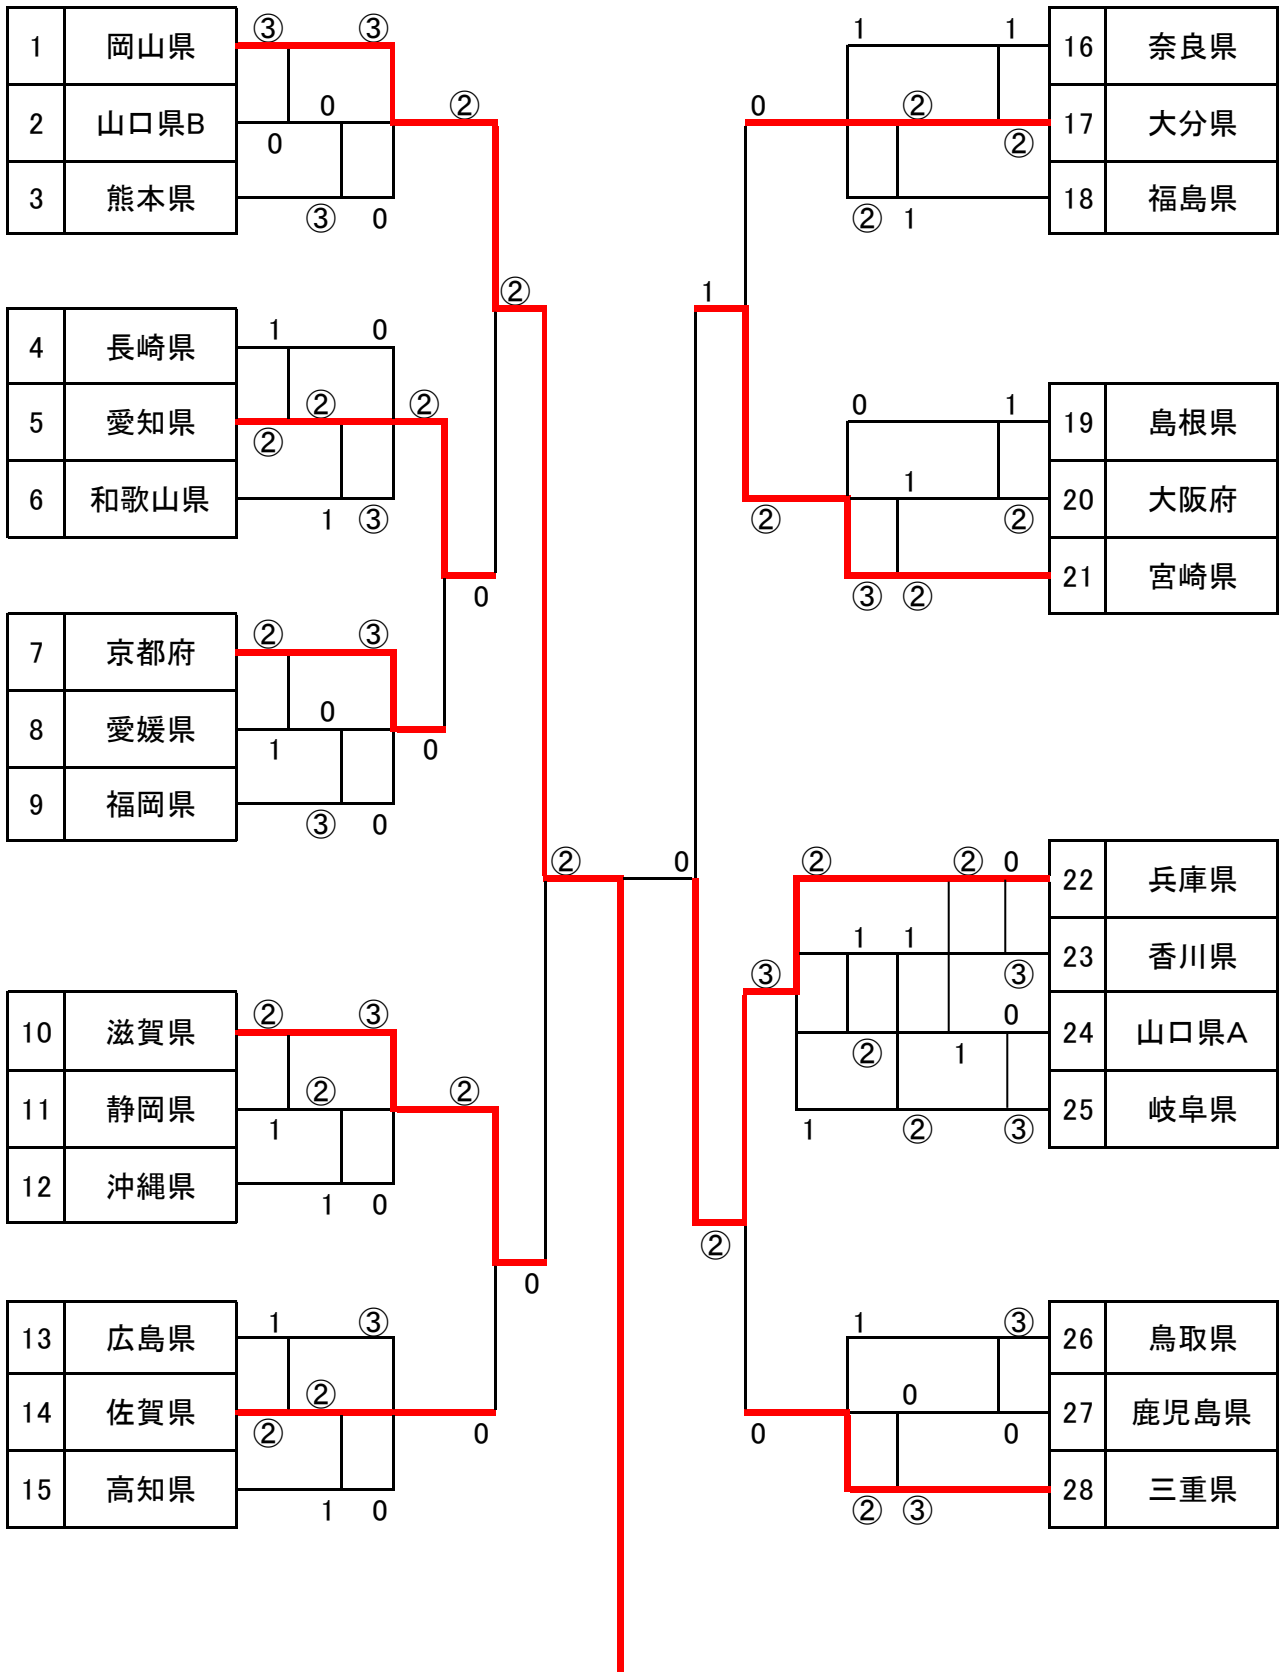 1 岡山県 ③ ③
2 山口県B 0 0 ②
3 熊本県 ③ 0
②
4 長崎県 1 0
5 愛知県 ② ② ②
6 和歌山県 1 ③
0
7 京都府 ② ③
8 愛媛県 1 0 0
9 福岡県 ③ 0
② 0
10 滋賀県 ② ③
11 静岡県 1 ② ②
12 沖縄県 1 0
0
13 広島県 1 ③
14 佐賀県 ② ② 0
15 高知県 1 0
1 1 16 奈良県
0 ② ② 17 大分県
② 1 18 福島県
1
0 1 19 島根県
② 1 ② 20 大阪府
③ ② 21 宮崎県
② ② 0 22 兵庫県
③ 1 1 ③ 23 香川県
② 1 0 24 山口県A
1 ② ③ 25 岐阜県
②
1 ③ 26 鳥取県
0 0 0 27 鹿児島県
② ③ 28 三重県